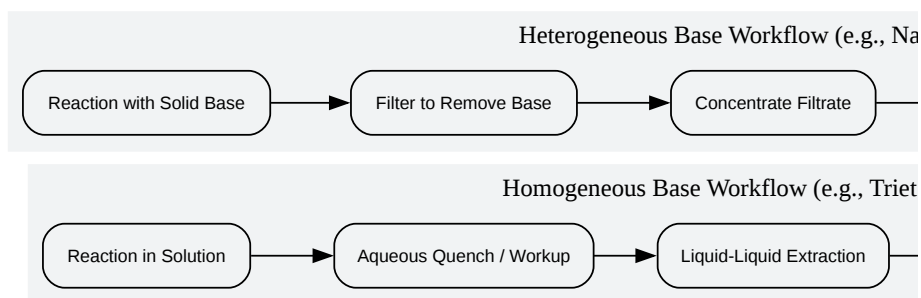 Heterogeneous Base Workflow (e.g., Na
Reaction with Solid Base
Filter to Remove Base
Concentrate Filtrate
Homogeneous Base Workflow (e.g., Triet
Reaction in Solution
Aqueous Quench / Workup
Liquid-Liquid Extraction